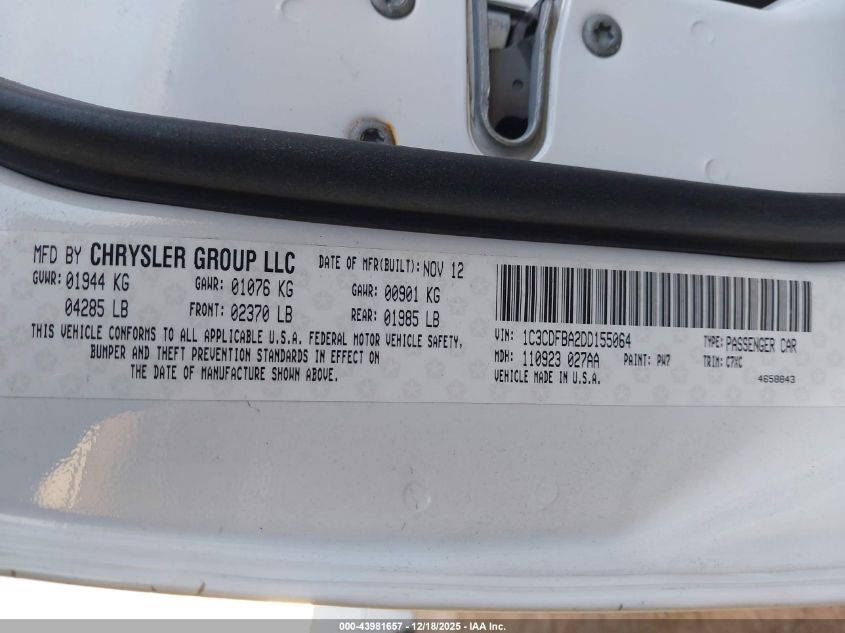 MFD BY CHRYSLER GROUP LLC
DATE OF MFR(BUILT): NOV 12
GVWR: 01944 KG
GAWR: 01076 KG
GAWR: 00901 KG
04285 LB
FRONT: 02370 LB
REAR: 01985 LB
THIS VEHICLE CONFORMS TO ALL APPLICABLE U.S.A. FEDERAL MOTOR VEHICLE SAFETY,
BUMPER AND THEFT PREVENTION STANDARDS IN EFFECT ON
THE DATE OF MANUFACTURE SHOWN ABOVE.
VIN: 1C3CDFBA2DD155064
TYPE: PASSENGER CAR
MDH: 110923 027AA
PAINT: PW7
TRIM: C7XC
VEHICLE MADE IN U.S.A.
4658843
000-43981657 - 12/18/2025 - IAA Inc.